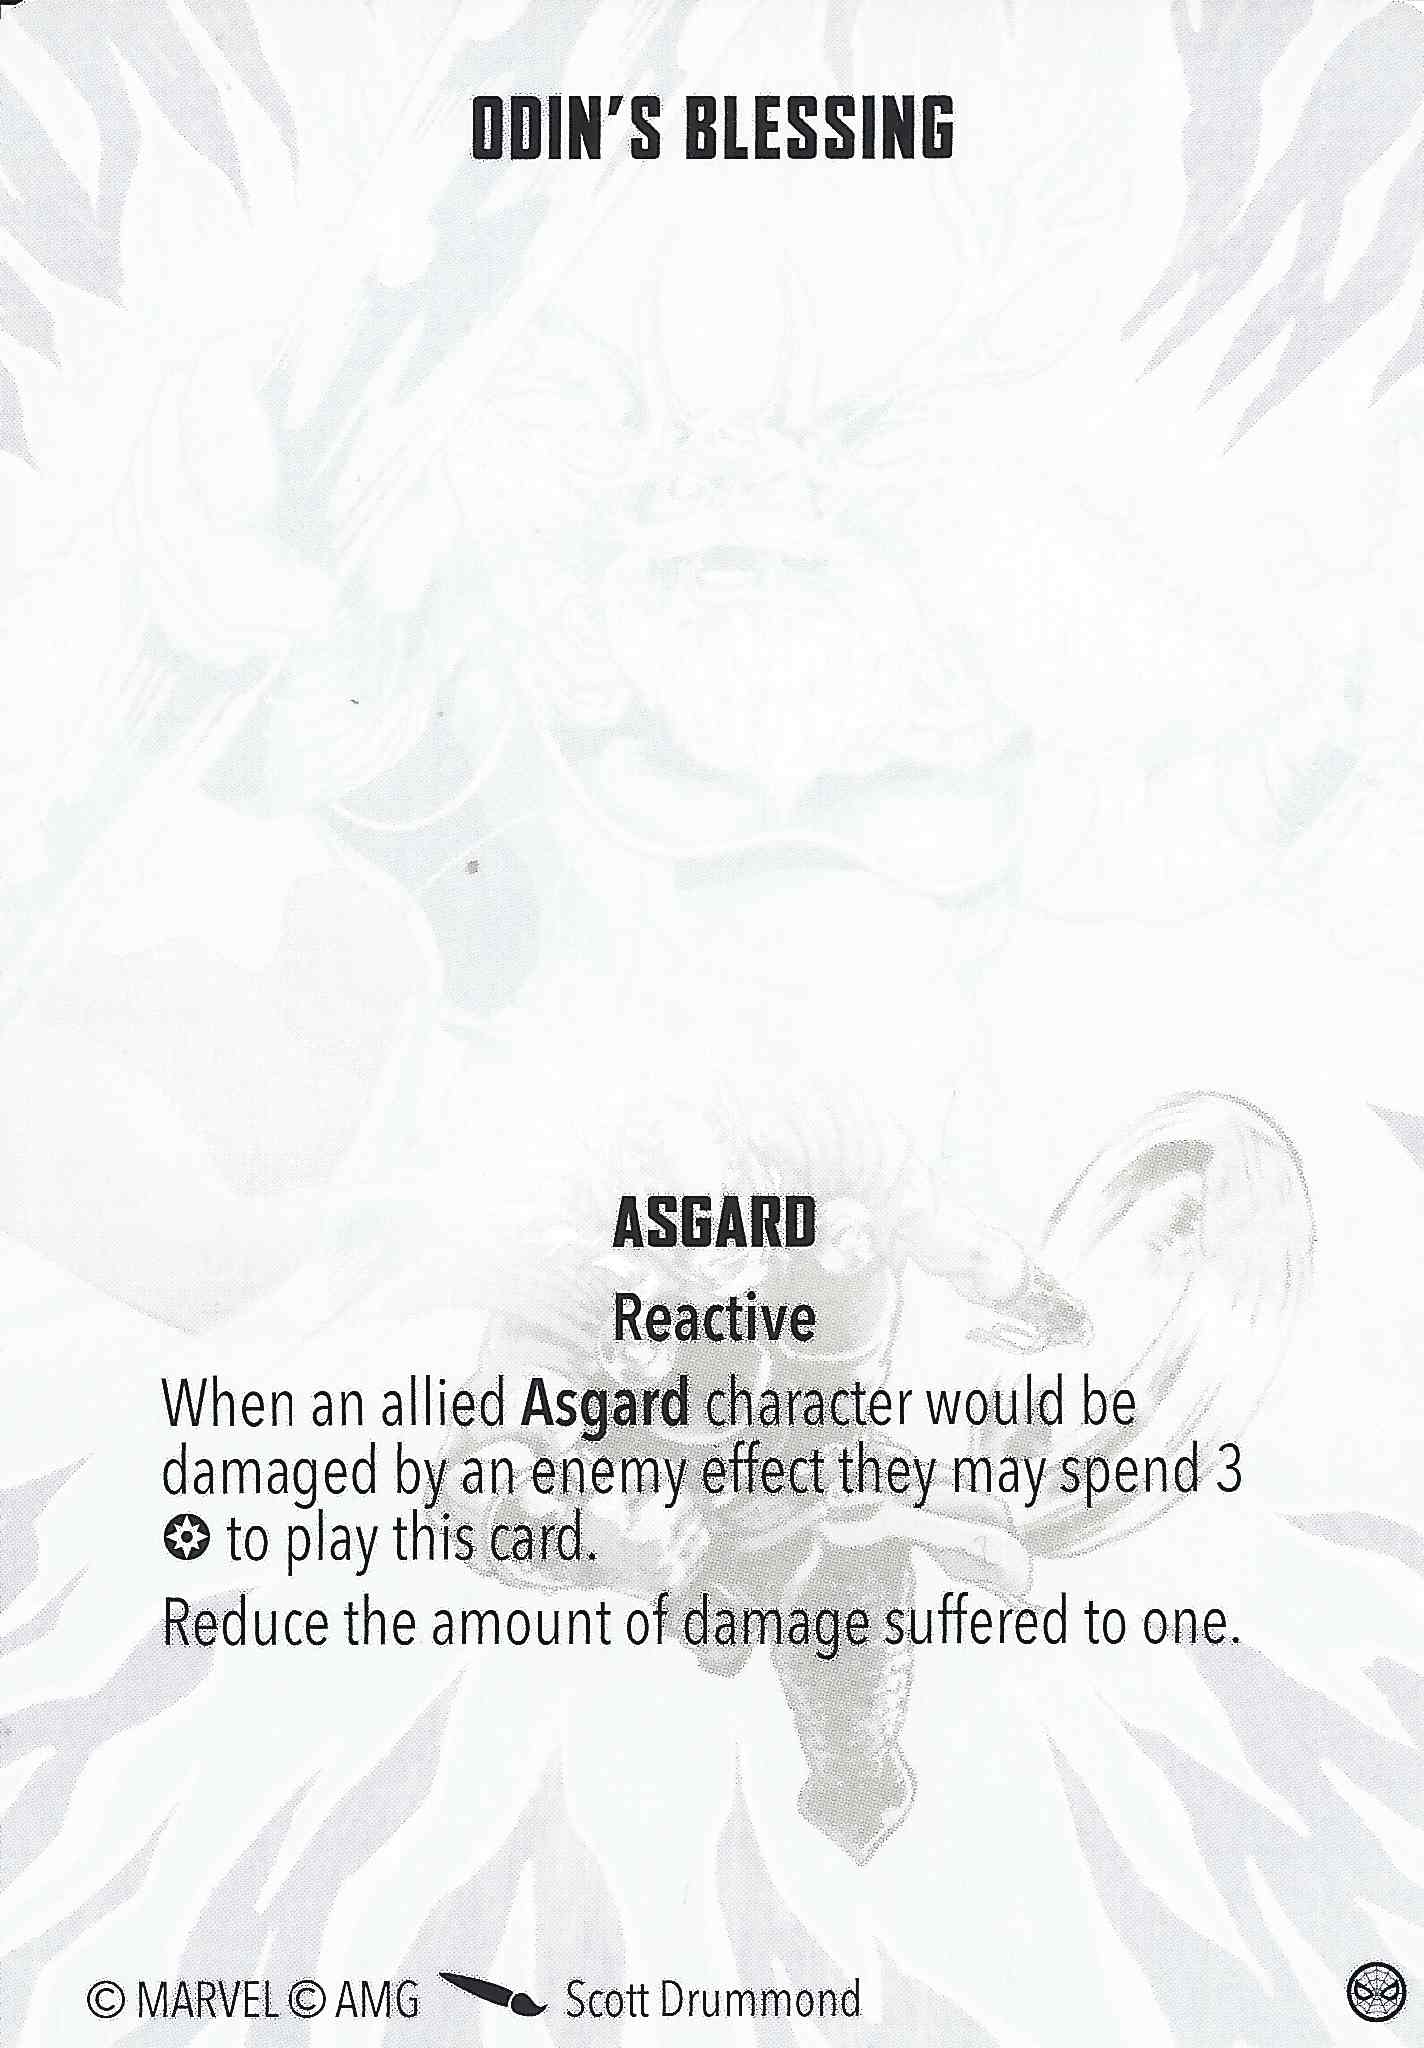 ODIN'S BLESSING
ASGARD
Reactive
When an allied Asgard character would be
damaged by an enemy effect they may spend 3
to play this card.
Reduce the amount of damage suffered to one.
© MARVEL © AMG Scott Drummond